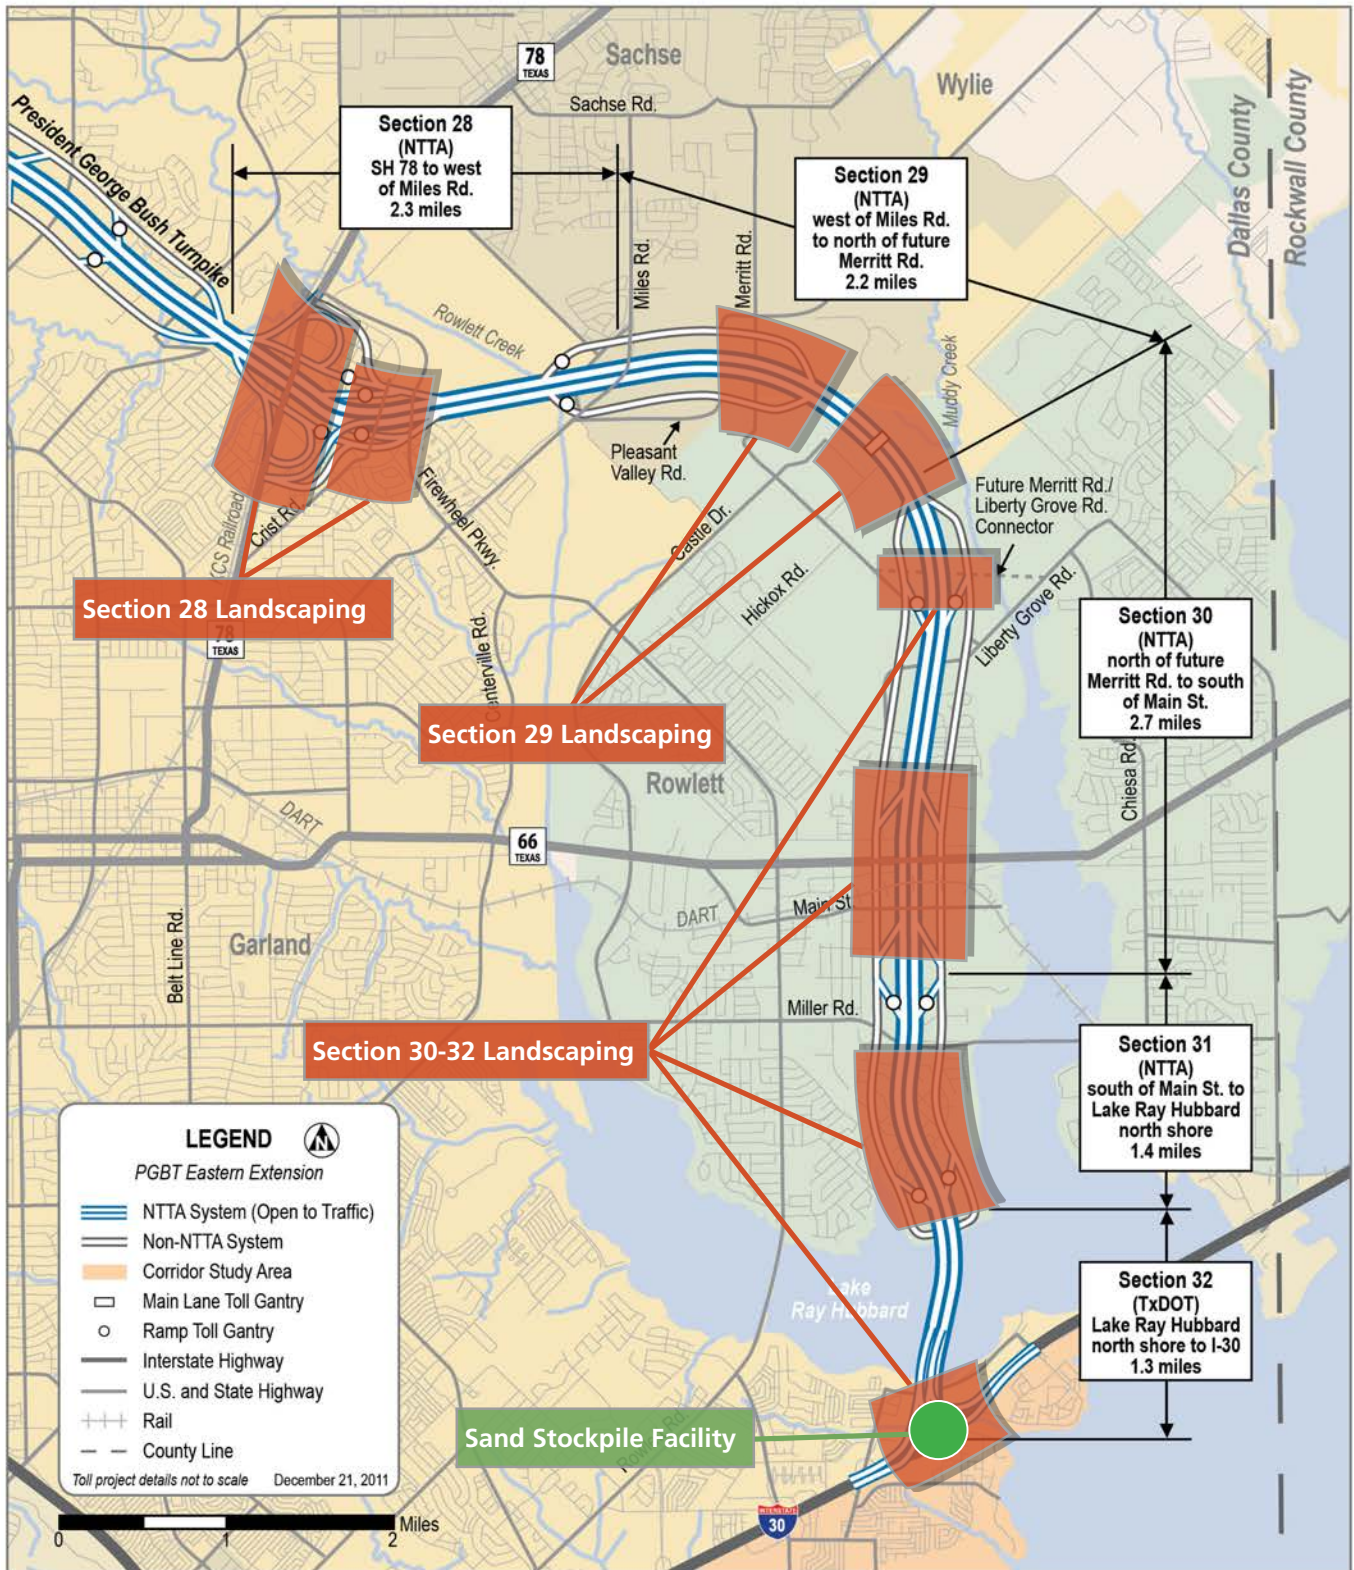 78
TEXAS
Sachse
Wylie
Sachse Rd.
Dallas County
Rockwall County
President George Bush Turnpike
Section 28
(NTTA)
SH 78 to west
of Miles Rd.
2.3 miles
Section 29
(NTTA)
west of Miles Rd.
to north of future
Merritt Rd.
2.2 miles
Miles Rd.
Merritt Rd.
Rowlett Creek
Muddy Creek
Pleasant
Valley Rd.
Firewheel Pkwy.
Future Merritt Rd./
Liberty Grove Rd.
Connector
KCS Railroad
Crist Rd.
Castle Dr.
Hickox Rd.
Liberty Grove Rd.
Section 28 Landscaping
78
TEXAS
Centerville Rd.
Section 30
(NTTA)
north of future
Merritt Rd. to south
of Main St.
2.7 miles
Section 29 Landscaping
Rowlett
Chiesa Rd.
DART
66
TEXAS
DART
Main St.
Garland
Belt Line Rd.
Miller Rd.
Section 30-32 Landscaping
Section 31
(NTTA)
south of Main St. to
Lake Ray Hubbard
north shore
1.4 miles
LEGEND
N
PGBT Eastern Extension
NTTA System (Open to Traffic)
Non-NTTA System
Corridor Study Area
Main Lane Toll Gantry
Ramp Toll Gantry
Interstate Highway
U.S. and State Highway
Rail
County Line
Toll project details not to scale December 21, 2011
Lake
Ray Hubbard
Section 32
(TxDOT)
Lake Ray Hubbard
north shore to I-30
1.3 miles
Sand Stockpile Facility
INTERSTATE
30
Miles
0 1 2